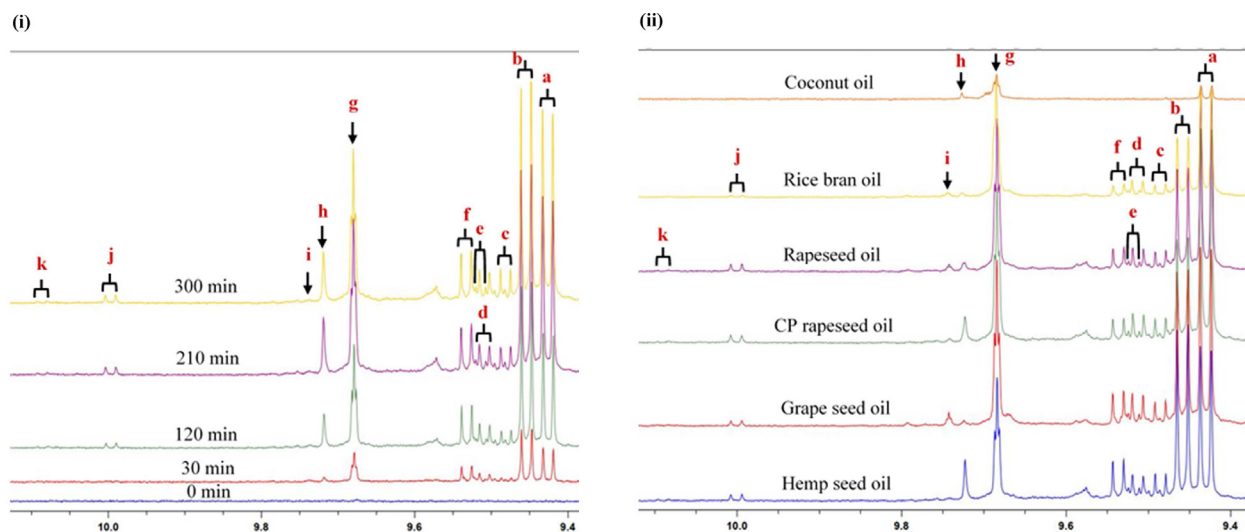 (i)
b
a
g
h
f
e
c
k
j
i
300 min
d
210 min
120 min
30 min
0 min
10.0
9.8
9.6
9.4
(ii)
h
g
a
Coconut oil
b
d
f
c
j
i
Rice bran oil
e
k
Rapeseed oil
CP rapeseed oil
Grape seed oil
Hemp seed oil
10.0
9.8
9.6
9.4